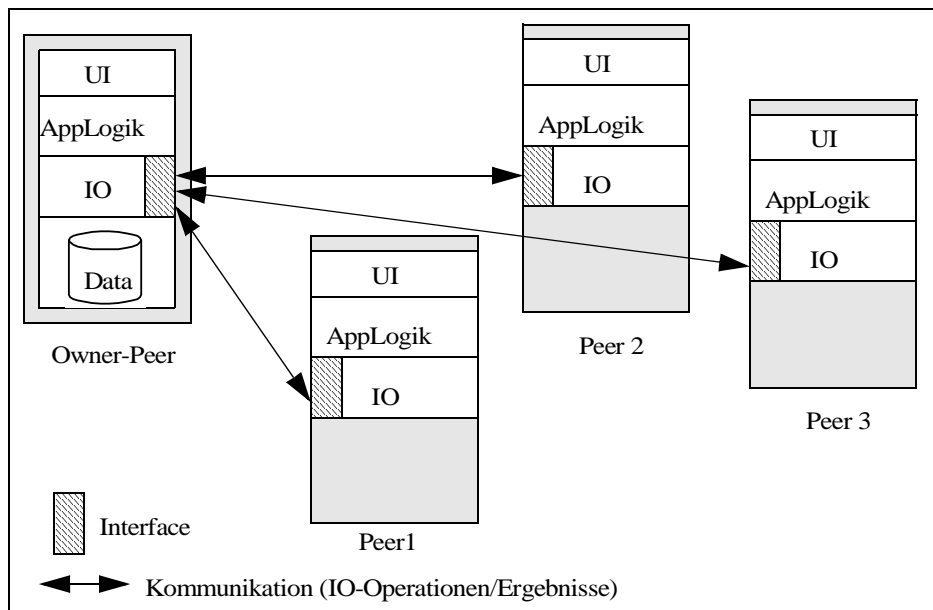 UI
AppLogik
IO
Data
Owner-Peer
UI
AppLogik
IO
Peer 2
UI
AppLogik
IO
Peer 3
UI
AppLogik
IO
Peer1
Interface
Kommunikation (IO-Operationen/Ergebnisse)